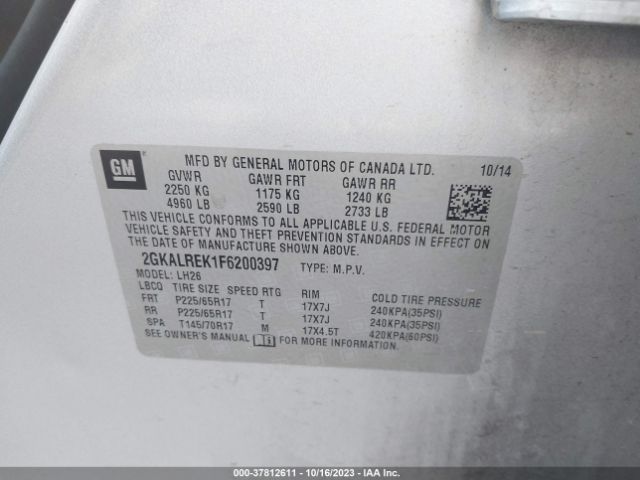 GM
MFD BY GENERAL MOTORS OF CANADA LTD. 10/14
GVWR GAWR FRT GAWR RR
2250 KG 1175 KG 1240 KG
4960 LB 2590 LB 2733 LB
THIS VEHICLE CONFORMS TO ALL APPLICABLE U.S. FEDERAL MOTOR
VEHICLE SAFETY AND THEFT PREVENTION STANDARDS IN EFFECT ON
THE DATE OF MANUFACTURE SHOWN ABOVE.
2GKALREK1F6200397 TYPE: M.P.V.
MODEL: LH26
LBCQ TIRE SIZE SPEED RTG RIM COLD TIRE PRESSURE
FRT P225/65R17 T 17X7J 240KPA(35PSI)
RR P225/65R17 T 17X7J 240KPA(35PSI)
SPA T145/70R17 M 17X4.5T 420KPA(60PSI)
SEE OWNER'S MANUAL FOR MORE INFORMATION.
000-37812611 - 10/16/2023 - IAA Inc.